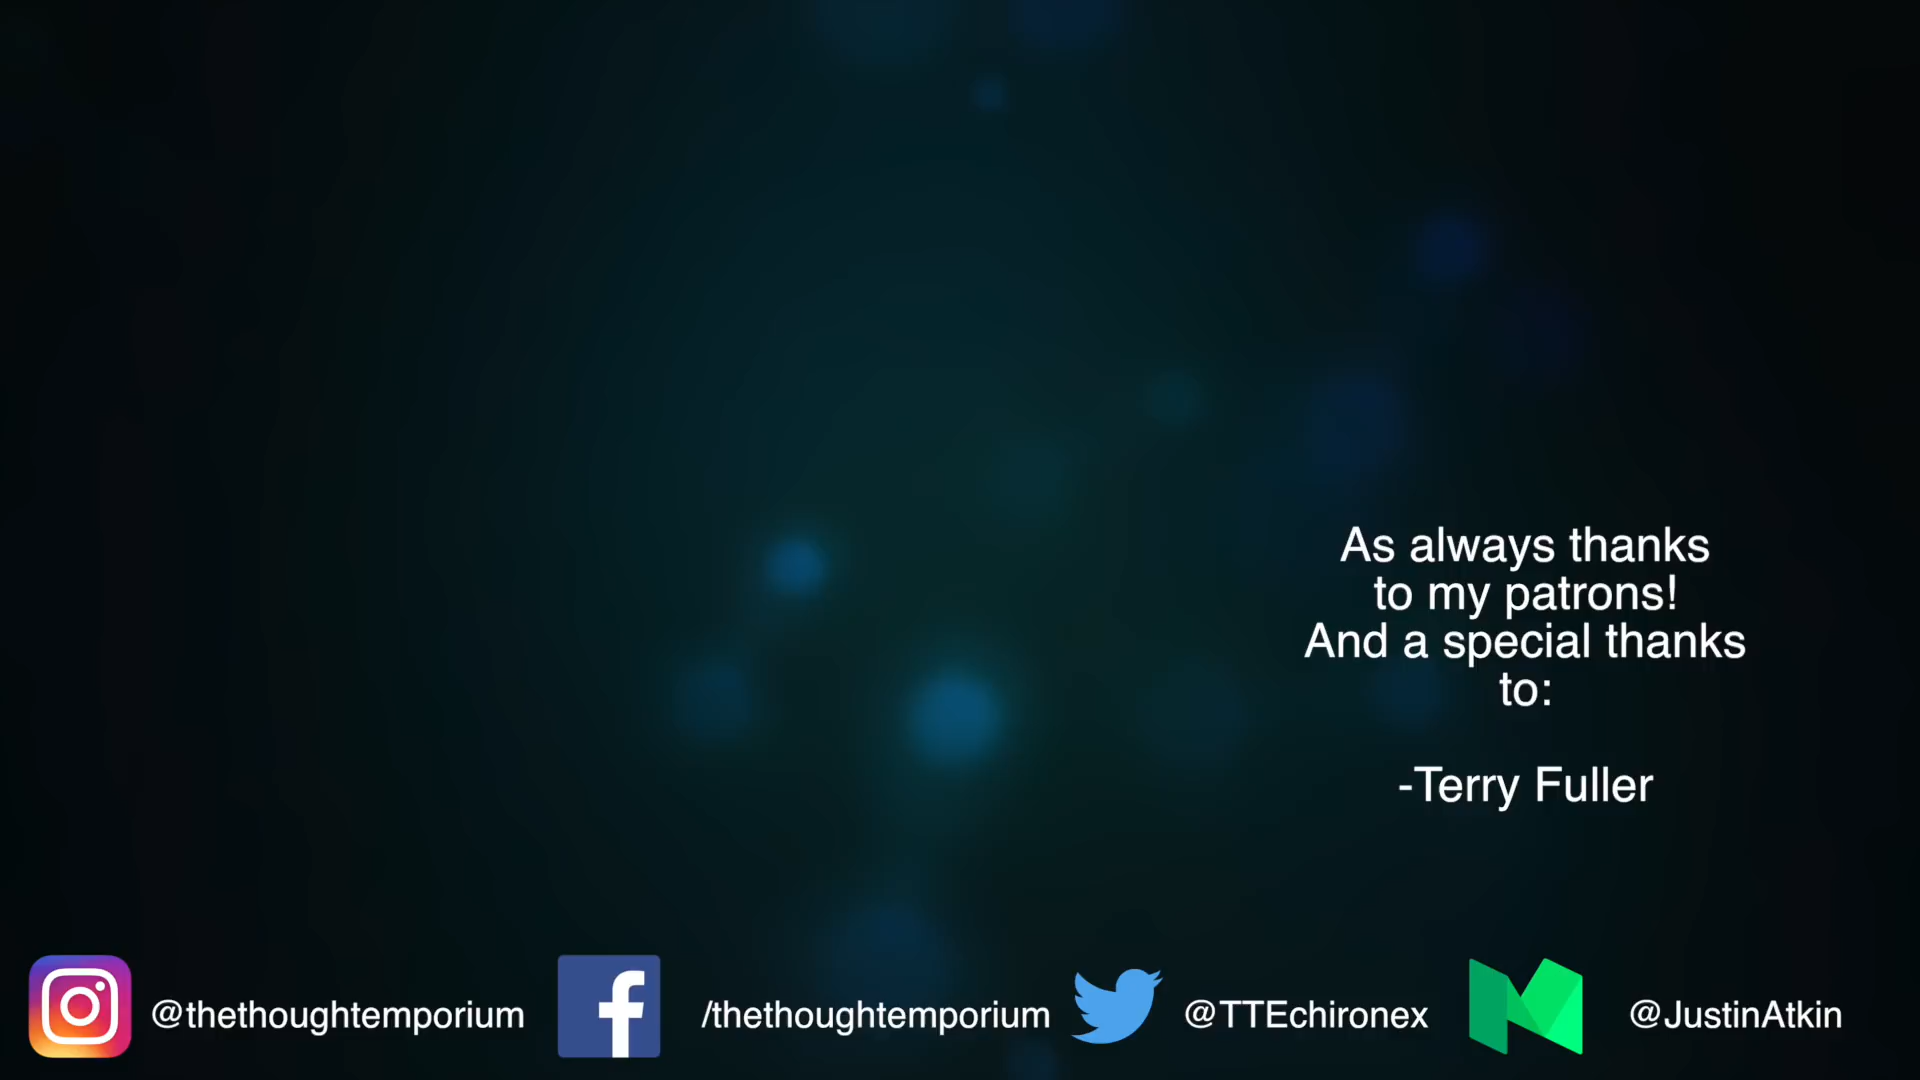 As always thanks
to my patrons!
And a special thanks
to:
-Terry Fuller
@thethoughtemporium
/thethoughtemporium
@TTEchironex
@JustinAtkin